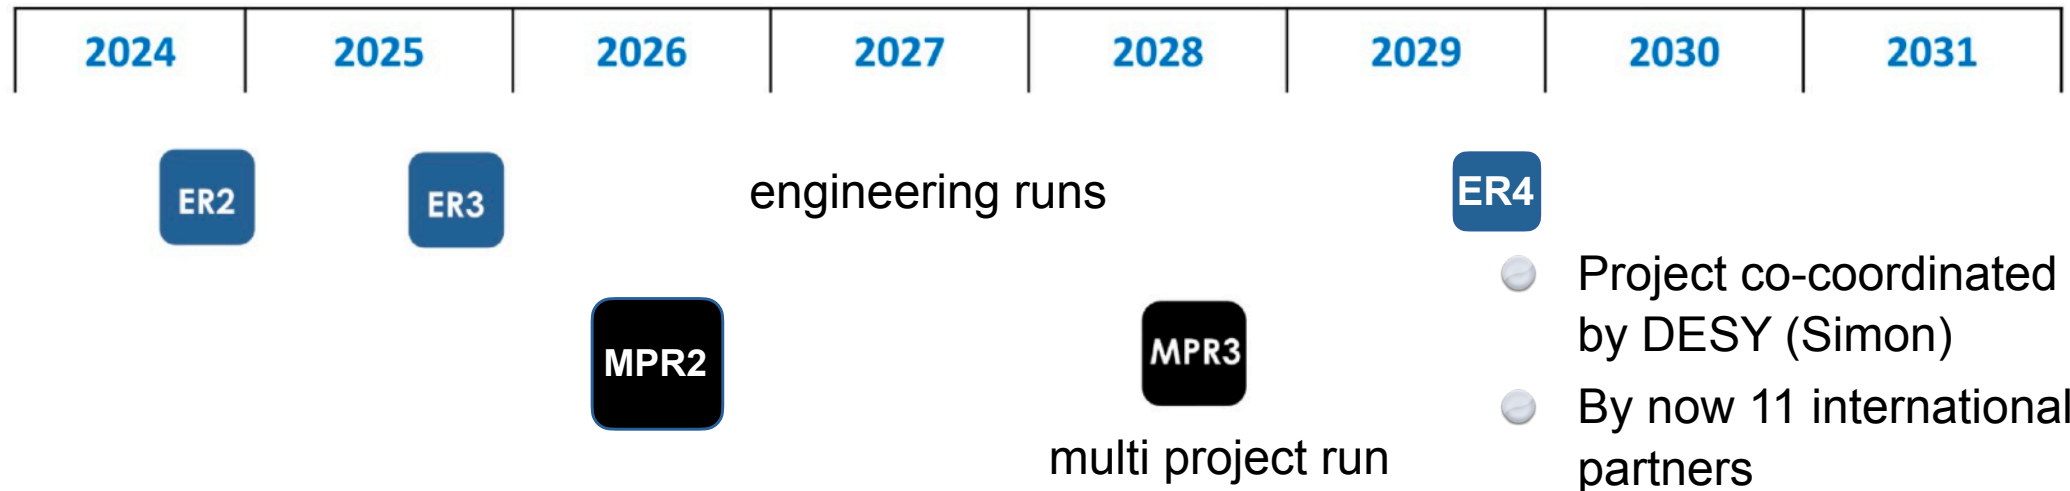 2024 2025 2026 2027 2028 2029 2030 2031
ER2 ER3 engineering runs ER4
MPR2 MPR3
multi project run
Project co-coordinated
by DESY (Simon)
By now 11 international
partners